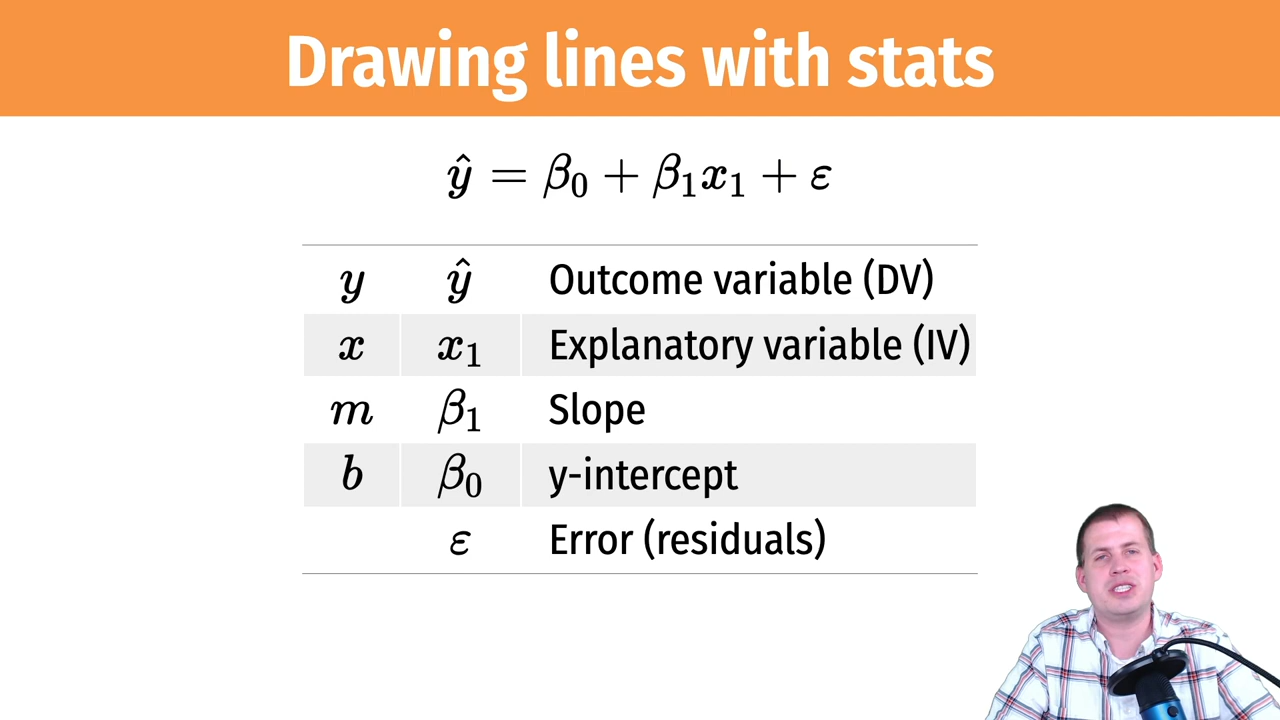 Drawing lines with stats
ŷ = β₀ + β₁x₁ + ε
y ŷ Outcome variable (DV)
x x₁ Explanatory variable (IV)
m β₁ Slope
b β₀ y-intercept
ε Error (residuals)